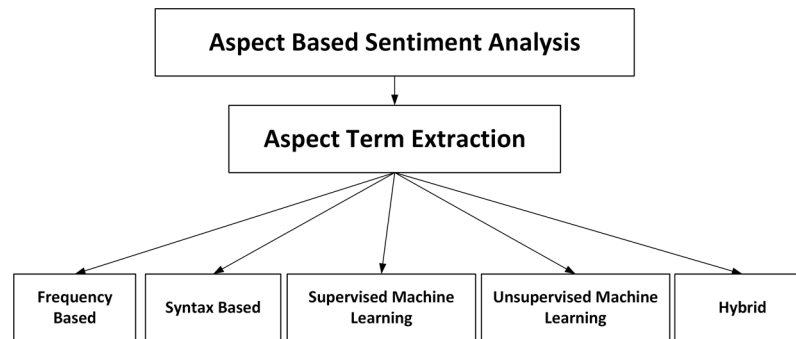 Aspect Based Sentiment Analysis
Aspect Term Extraction
Frequency
Based
Syntax Based
Supervised Machine
Learning
Unsupervised Machine
Learning
Hybrid